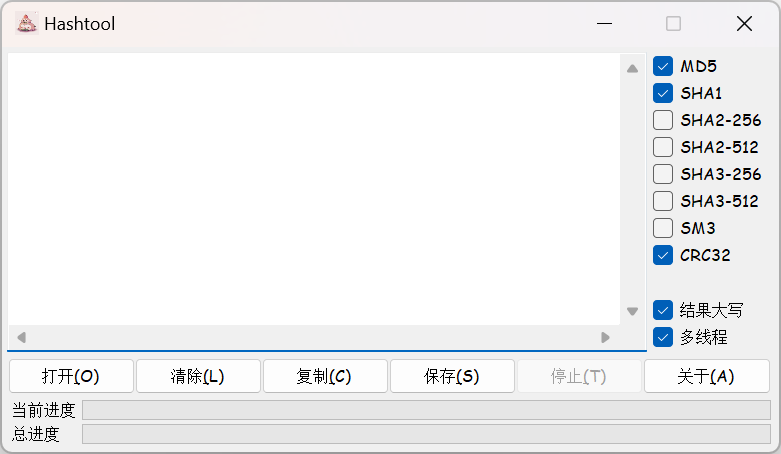 Hashtool
MD5
SHA1
SHA2-256
SHA2-512
SHA3-256
SHA3-512
SM3
CRC32
结果大写
多线程
打开(O) 清除(L) 复制(C) 保存(S) 停止(T) 关于(A)
当前进度
总进度